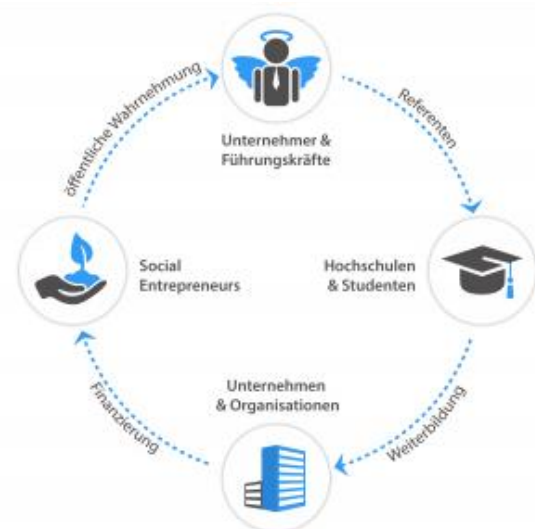 Unternehmer &
Führungskräfte
Referenten
Hochschulen
& Studenten
Weiterbildung
Unternehmen
& Organisationen
Finanzierung
Social
Entrepreneurs
öffentliche Wahrnehmung